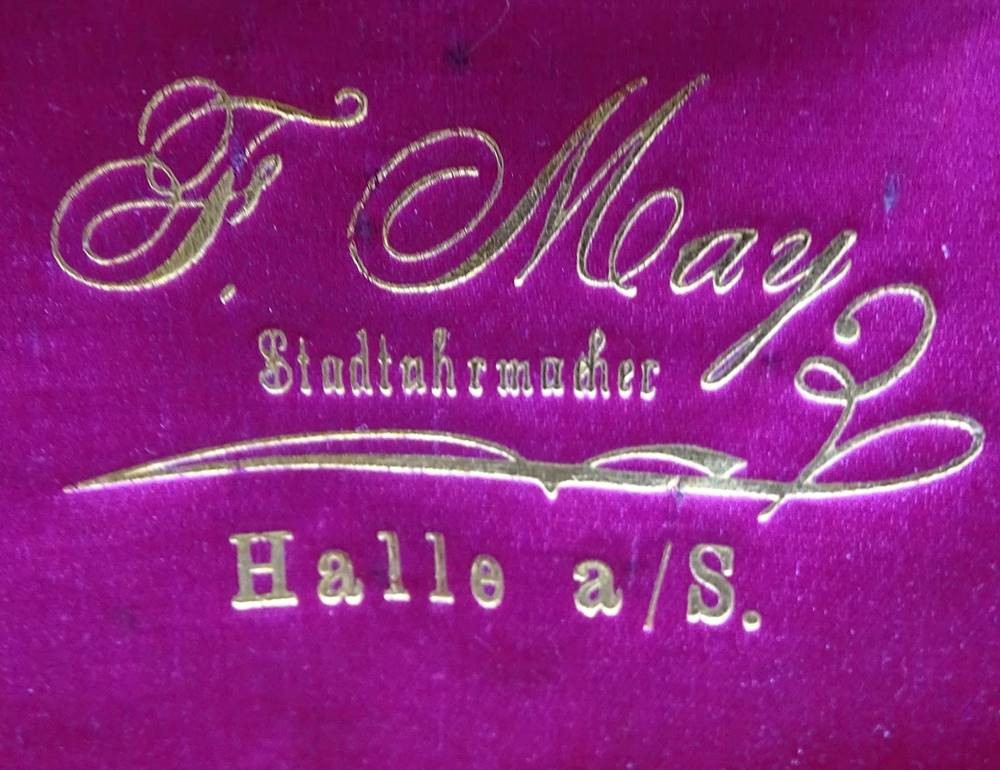 F. May
Stadtuhrmacher
Halle a/S.